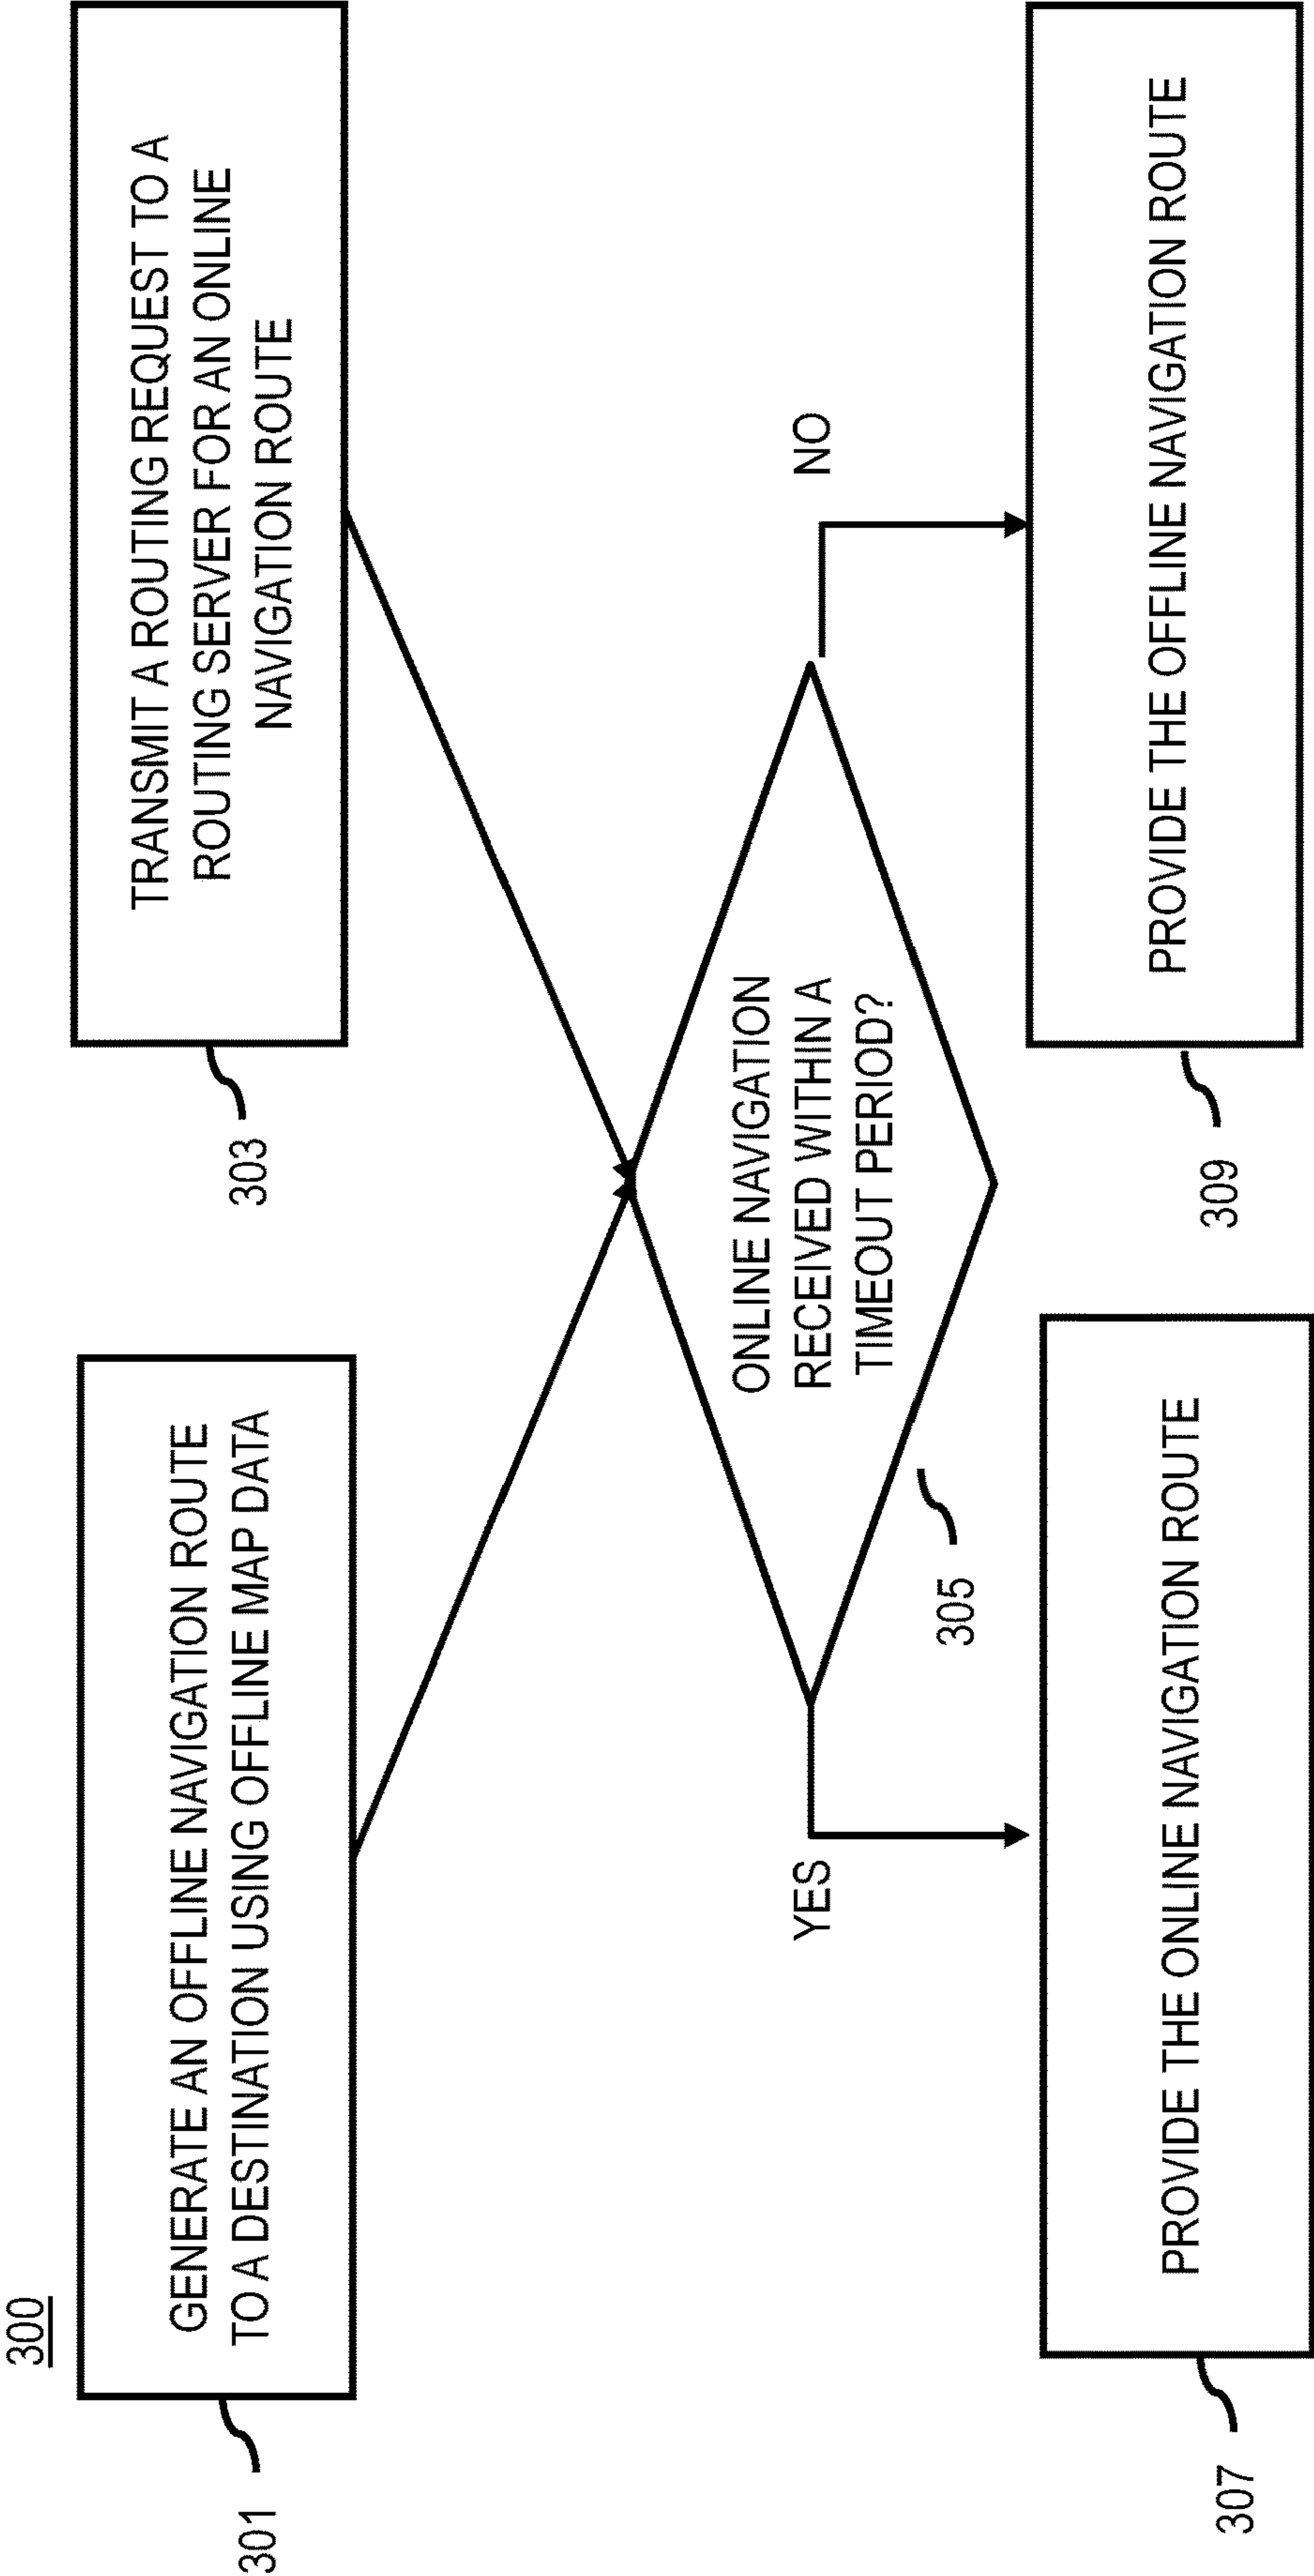 300
GENERATE AN OFFLINE NAVIGATION ROUTE
TO A DESTINATION USING OFFLINE MAP DATA
301
TRANSMIT A ROUTING REQUEST TO A
ROUTING SERVER FOR AN ONLINE
NAVIGATION ROUTE
303
ONLINE NAVIGATION
RECEIVED WITHIN A
TIMEOUT PERIOD?
305
YES
NO
PROVIDE THE ONLINE NAVIGATION ROUTE
307
PROVIDE THE OFFLINE NAVIGATION ROUTE
309